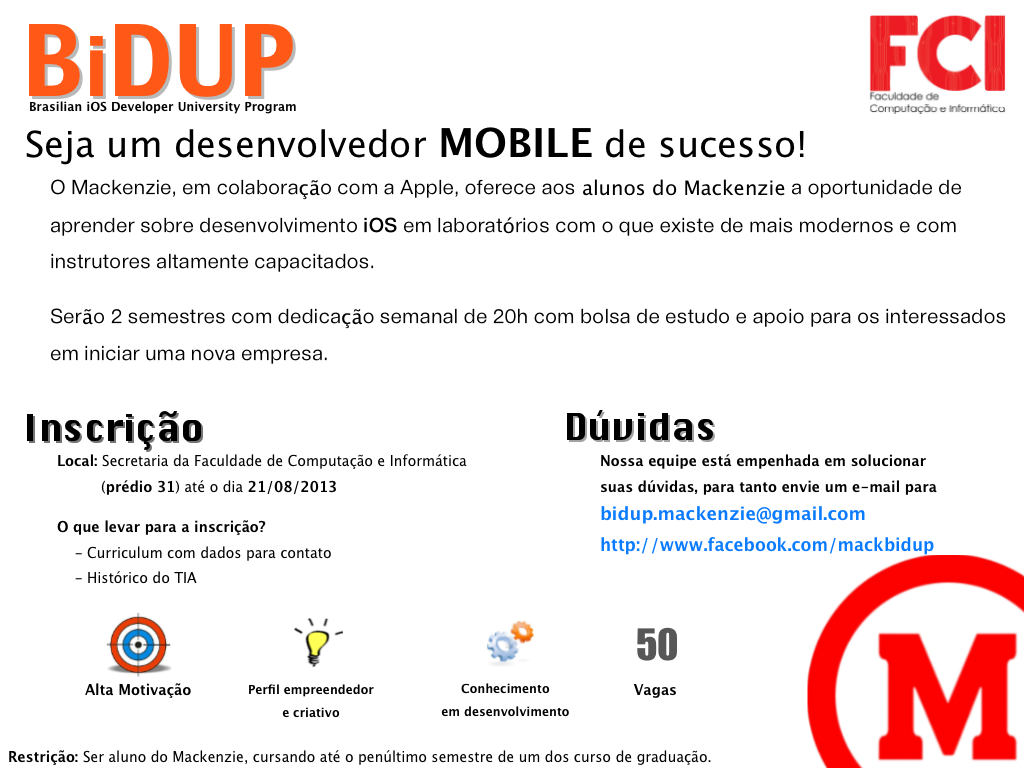 BiDUP
Brasilian iOS Developer University Program
FCI
Faculdade de
Computação e Informática
Seja um desenvolvedor MOBILE de sucesso!
O Mackenzie, em colaboração com a Apple, oferece aos alunos do Mackenzie a oportunidade de
aprender sobre desenvolvimento iOS em laboratórios com o que existe de mais modernos e com
instrutores altamente capacitados.
Serão 2 semestres com dedicação semanal de 20h com bolsa de estudo e apoio para os interessados
em iniciar uma nova empresa.
Inscrição
Local: Secretaria da Faculdade de Computação e Informática
(prédio 31) até o dia 21/08/2013
O que levar para a inscrição?
- Curriculum com dados para contato
- Histórico do TIA
Dúvidas
Nossa equipe está empenhada em solucionar
suas dúvidas, para tanto envie um e-mail para
bidup.mackenzie@gmail.com
http://www.facebook.com/mackbidup
Alta Motivação
Perfil empreendedor
e criativo
Conhecimento
em desenvolvimento
50
Vagas
M
Restrição: Ser aluno do Mackenzie, cursando até o penúltimo semestre de um dos curso de graduação.